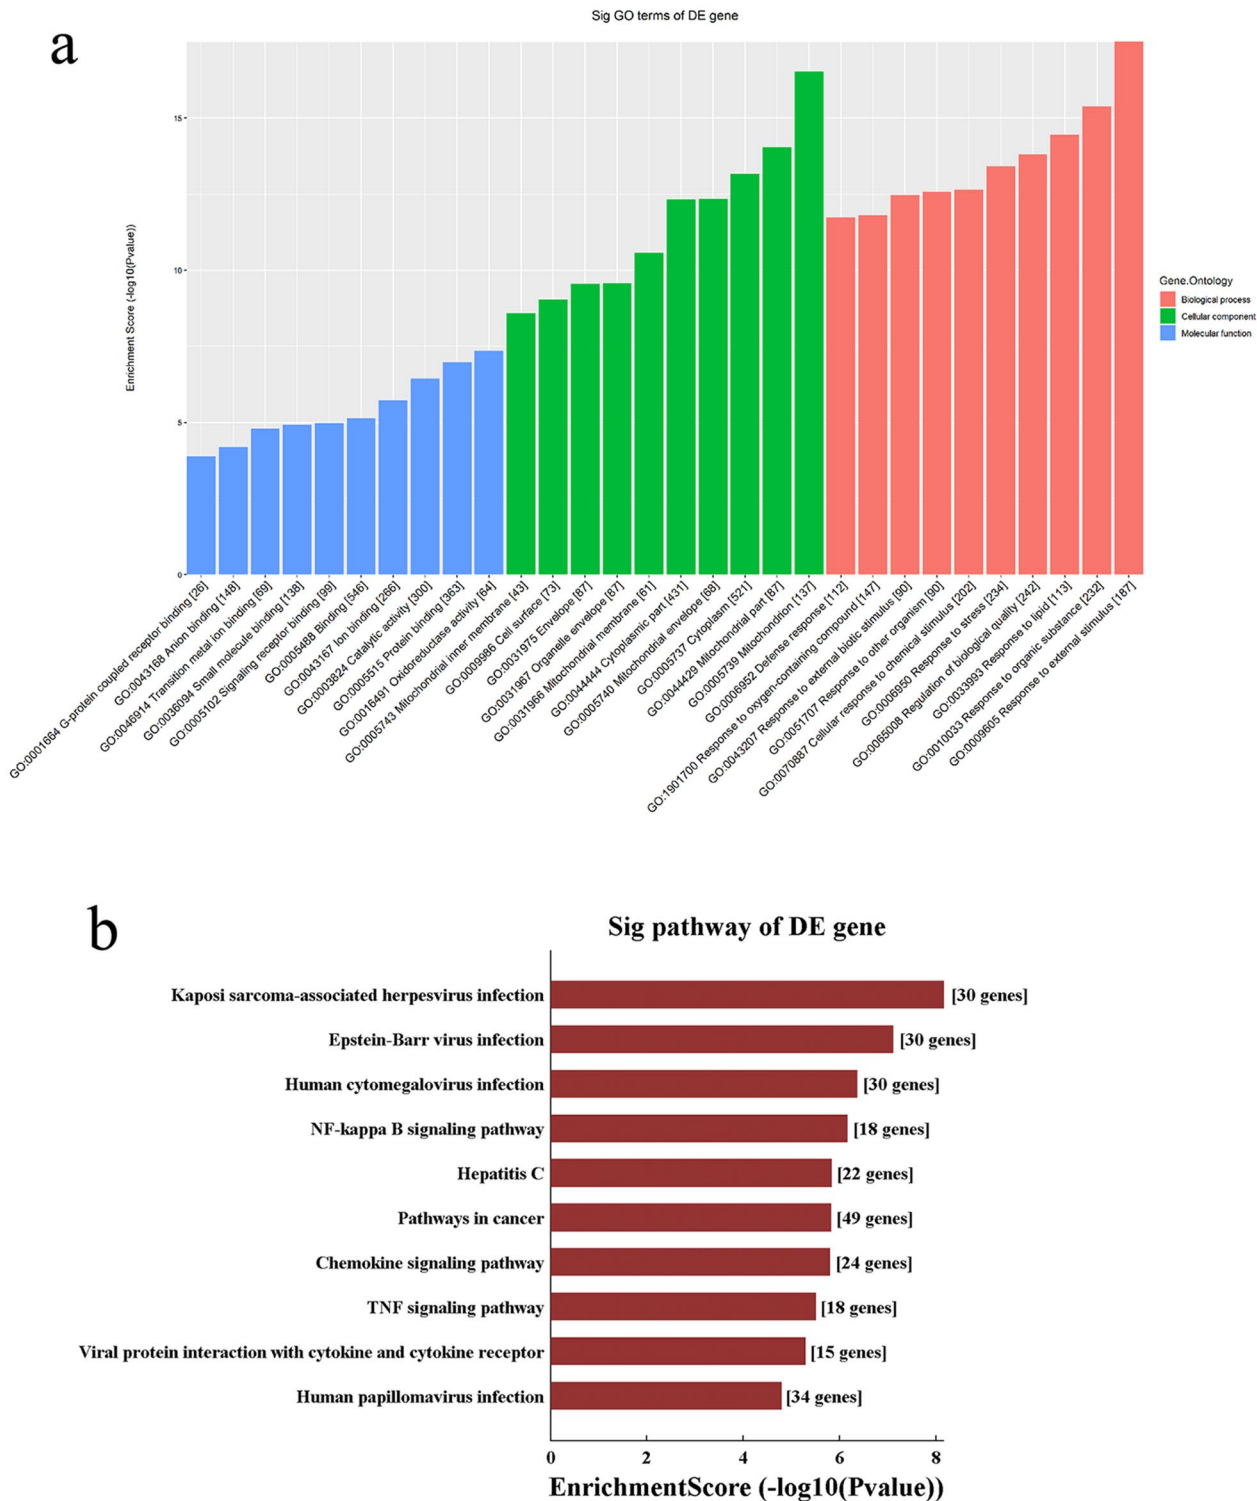 Sig GO terms of DE gene
a
Enrichment Score (-log10(Pvalue))
15
10
5
0
GO:0001664 G-protein coupled receptor binding [26]
GO:0043168 Anion binding [148]
GO:0046914 Transition metal ion binding [69]
GO:0036094 Small molecule binding [138]
GO:0005102 Signaling receptor binding [99]
GO:0005488 Binding [546]
GO:0043167 Ion binding [266]
GO:0003824 Catalytic activity [300]
GO:0005515 Protein binding [363]
GO:0016491 Oxidoreductase activity [64]
GO:0005743 Mitochondrial inner membrane [43]
GO:0009986 Cell surface [73]
GO:0031975 Envelope [87]
GO:0031967 Organelle envelope [87]
GO:0031966 Mitochondrial membrane [61]
GO:0044444 Cytoplasmic part [431]
GO:0005740 Mitochondrial envelope [68]
GO:0005737 Cytoplasm [521]
GO:0044429 Mitochondrial part [87]
GO:0005739 Mitochondrion [137]
GO:0006952 Defense response [112]
GO:1901700 Response to oxygen-containing compound [147]
GO:0043207 Response to external biotic stimulus [90]
GO:0051707 Response to other organism [90]
GO:0070887 Cellular response to chemical stimulus [202]
GO:0006950 Response to stress [234]
GO:0065008 Regulation of biological quality [242]
GO:0033993 Response to lipid [113]
GO:0010033 Response to organic substance [232]
GO:0009605 Response to external stimulus [187]
Gene.Ontology
Biological process
Cellular component
Molecular function
b
Sig pathway of DE gene
Kaposi sarcoma-associated herpesvirus infection [30 genes]
Epstein-Barr virus infection [30 genes]
Human cytomegalovirus infection [30 genes]
NF-kappa B signaling pathway [18 genes]
Hepatitis C [22 genes]
Pathways in cancer [49 genes]
Chemokine signaling pathway [24 genes]
TNF signaling pathway [18 genes]
Viral protein interaction with cytokine and cytokine receptor [15 genes]
Human papillomavirus infection [34 genes]
0 2 4 6 8
EnrichmentScore (-log10(Pvalue))